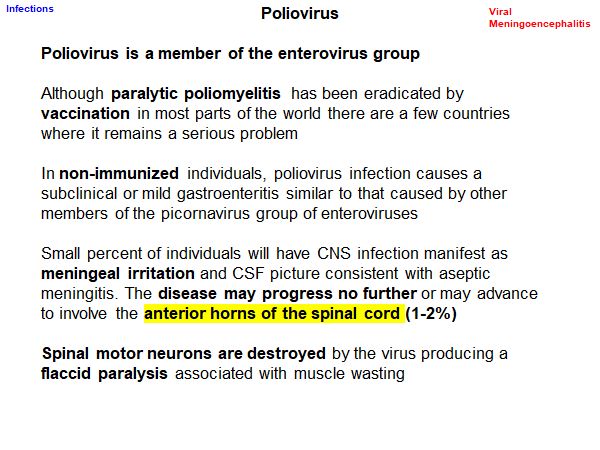 Infections
Poliovirus
Viral
Meningoencephalitis
Poliovirus is a member of the enterovirus group
Although paralytic poliomyelitis has been eradicated by
vaccination in most parts of the world there are a few countries
where it remains a serious problem
In non-immunized individuals, poliovirus infection causes a
subclinical or mild gastroenteritis similar to that caused by other
members of the picornavirus group of enteroviruses
Small percent of individuals will have CNS infection manifest as
meningeal irritation and CSF picture consistent with aseptic
meningitis. The disease may progress no further or may advance
to involve the anterior horns of the spinal cord (1-2%)
Spinal motor neurons are destroyed by the virus producing a
flaccid paralysis associated with muscle wasting